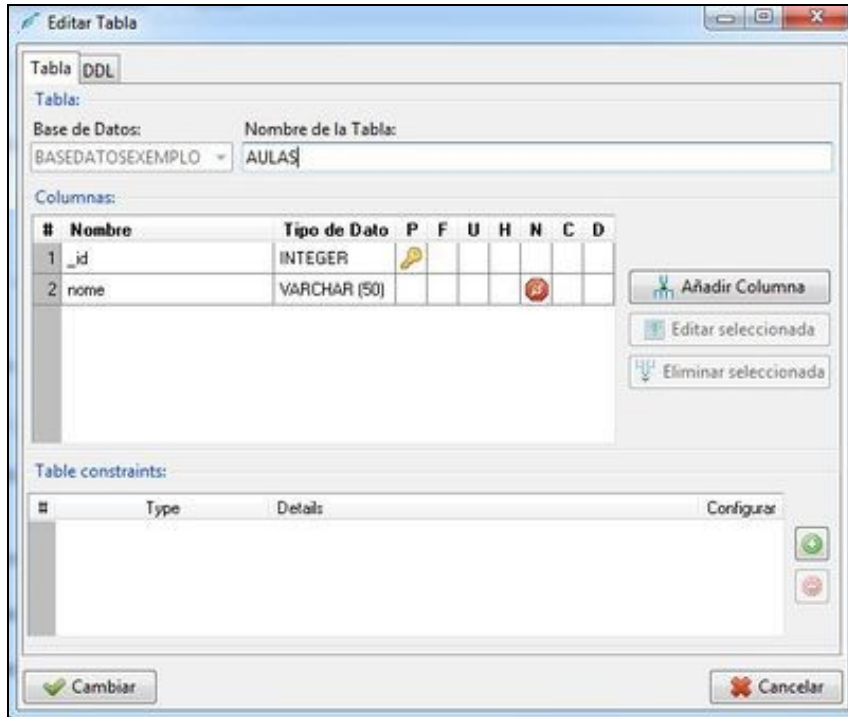 Editar Tabla
Tabla DDL
Tabla:
Base de Datos: Nombre de la Tabla:
BASEDATOSEXEMPLO AULAS
Columnas:
# Nombre Tipo de Dato P F U H N C D
1 _id INTEGER
2 nome VARCHAR (50)
Añadir Columna
Editar seleccionada
Eliminar seleccionada
Table constraints:
# Type Details Configurar
Cambiar Cancelar